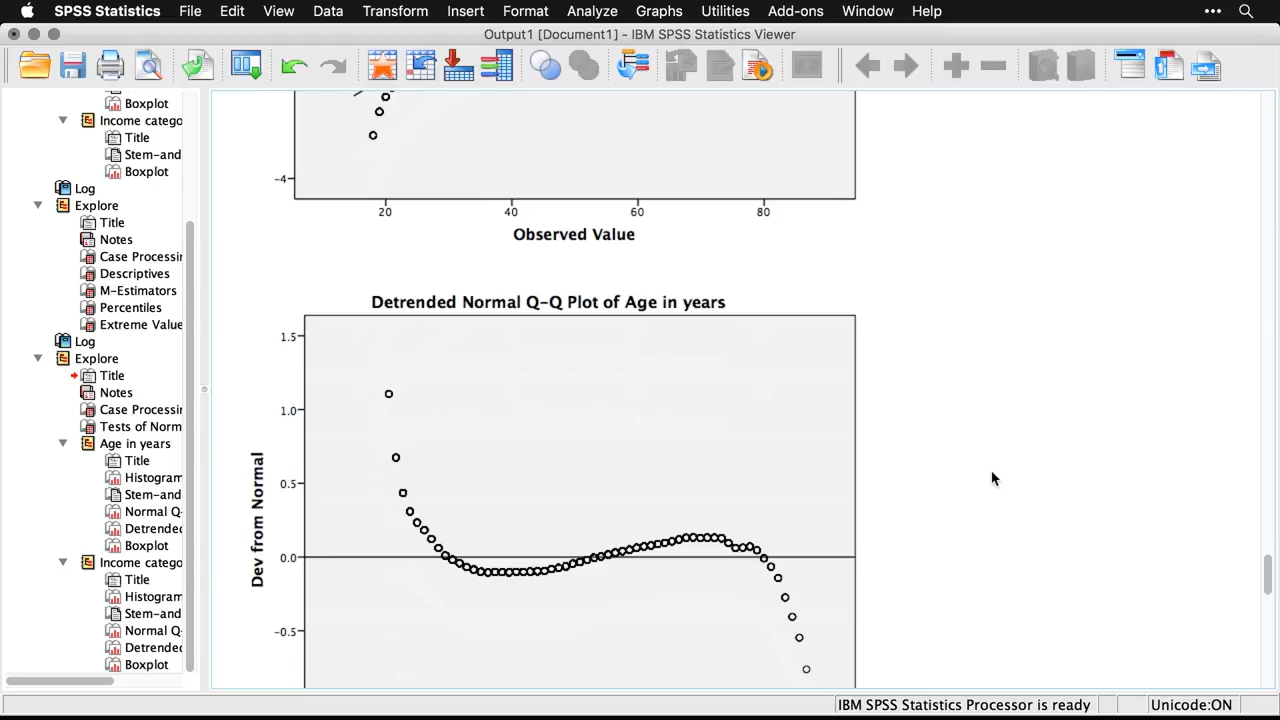 SPSS Statistics File Edit View Data Transform Insert Format Analyze Graphs Utilities Add-ons Window Help
Output1 [Document1] - IBM SPSS Statistics Viewer
Boxplot
Income catego
Title
Stem-and
Boxplot
Log
Explore
Title
Notes
Case Processin
Descriptives
M-Estimators
Percentiles
Extreme Value
Log
Explore
Title
Notes
Case Processin
Tests of Norm
Age in years
Title
Histogram
Stem-and
Normal Q-
Detrended
Boxplot
Income catego
Title
Histogram
Stem-and
Normal Q-
Detrended
Boxplot
-4
20 40 60 80
Observed Value
Detrended Normal Q-Q Plot of Age in years
1.5
1.0
0.5
0.0
-0.5
Dev from Normal
IBM SPSS Statistics Processor is ready Unicode:ON